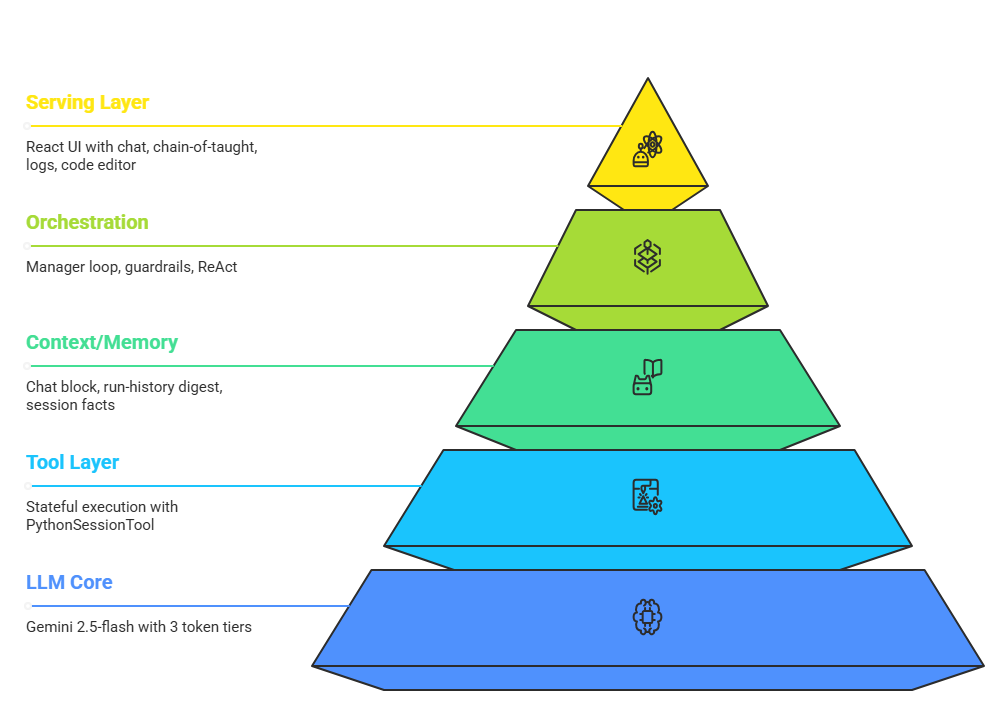 Serving Layer
React UI with chat, chain-of-taught,
logs, code editor
Orchestration
Manager loop, guardrails, ReAct
Context/Memory
Chat block, run-history digest,
session facts
Tool Layer
Stateful execution with
PythonSessionTool
LLM Core
Gemini 2.5-flash with 3 token tiers